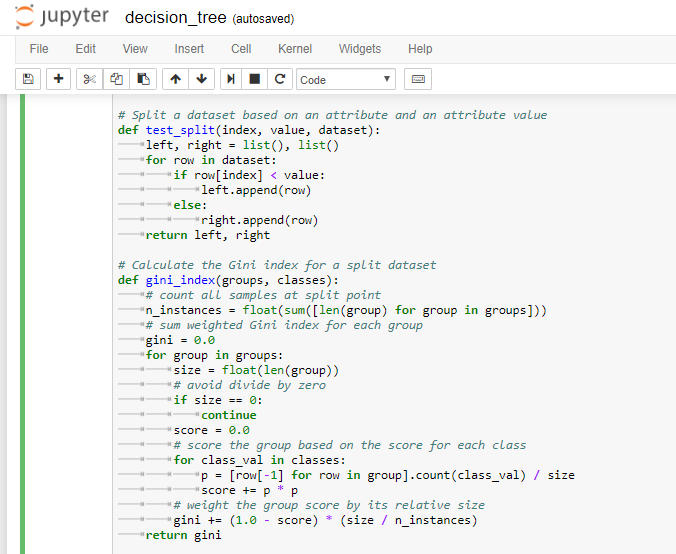 jupyter decision_tree (autosaved)
File Edit View Insert Cell Kernel Widgets Help
Code
# Split a dataset based on an attribute and an attribute value
def test_split(index, value, dataset):
left, right = list(), list()
for row in dataset:
if row[index] < value:
left.append(row)
else:
right.append(row)
return left, right
# Calculate the Gini index for a split dataset
def gini_index(groups, classes):
# count all samples at split point
n_instances = float(sum([len(group) for group in groups]))
# sum weighted Gini index for each group
gini = 0.0
for group in groups:
size = float(len(group))
# avoid divide by zero
if size == 0:
continue
score = 0.0
# score the group based on the score for each class
for class_val in classes:
p = [row[-1] for row in group].count(class_val) / size
score += p * p
# weight the group score by its relative size
gini += (1.0 - score) * (size / n_instances)
return gini